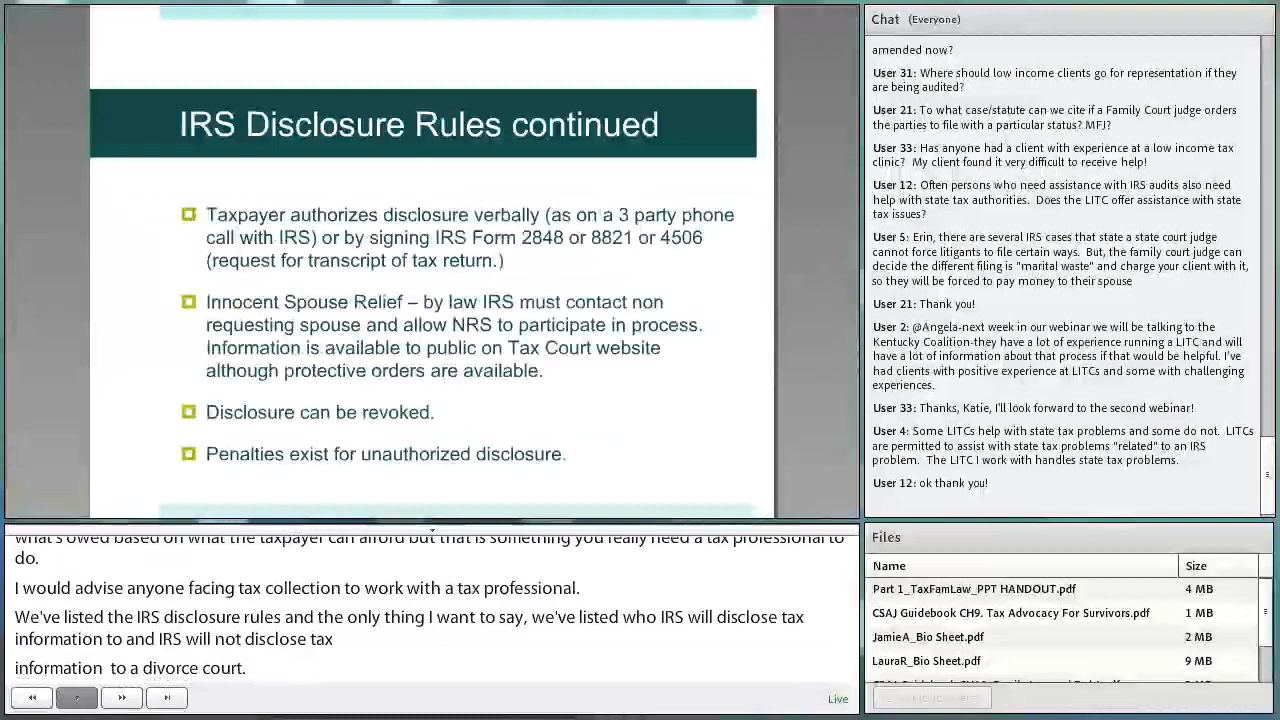 IRS Disclosure Rules continued
Taxpayer authorizes disclosure verbally (as on a 3 party phone
call with IRS) or by signing IRS Form 2848 or 8821 or 4506
(request for transcript of tax return.)
Innocent Spouse Relief – by law IRS must contact non
requesting spouse and allow NRS to participate in process.
Information is available to public on Tax Court website
although protective orders are available.
Disclosure can be revoked.
Penalties exist for unauthorized disclosure.
what's owed based on what the taxpayer can afford but that is something you really need a tax professional to
do.
I would advise anyone facing tax collection to work with a tax professional.
We've listed the IRS disclosure rules and the only thing I want to say, we've listed who IRS will disclose tax
information to and IRS will not disclose tax
information to a divorce court.
Live
Chat (Everyone)
amended now?
User 31: Where should low income clients go for representation if they
are being audited?
User 21: To what case/statute can we cite if a Family Court judge orders
the parties to file with a particular status? MFJ?
User 33: Has anyone had a client with experience at a low income tax
clinic? My client found it very difficult to receive help!
User 12: Often persons who need assistance with IRS audits also need
help with state tax authorities. Does the LITC offer assistance with state
tax issues?
User 5: Erin, there are several IRS cases that state a state court judge
cannot force litigants to file certain ways. But, the family court judge can
decide the different filing is "marital waste" and charge your client with it,
so they will be forced to pay money to their spouse
User 21: Thank you!
User 2: @Angela-next week in our webinar we will be talking to the
Kentucky Coalition-they have a lot of experience running a LITC and will
have a lot of information about that process if that would be helpful. I've
had clients with positive experience at LITCs and some with challenging
experiences.
User 33: Thanks, Katie, I'll look forward to the second webinar!
User 4: Some LITCs help with state tax problems and some do not. LITCs
are permitted to assist with state tax problems "related" to an IRS
problem. The LITC I work with handles state tax problems.
User 12: ok thank you!
Files
Name Size
Part 1_TaxFamLaw_PPT HANDOUT.pdf 4 MB
CSAJ Guidebook CH9. Tax Advocacy For Survivors.pdf 1 MB
JamieA_Bio Sheet.pdf 2 MB
LauraR_Bio Sheet.pdf 9 MB